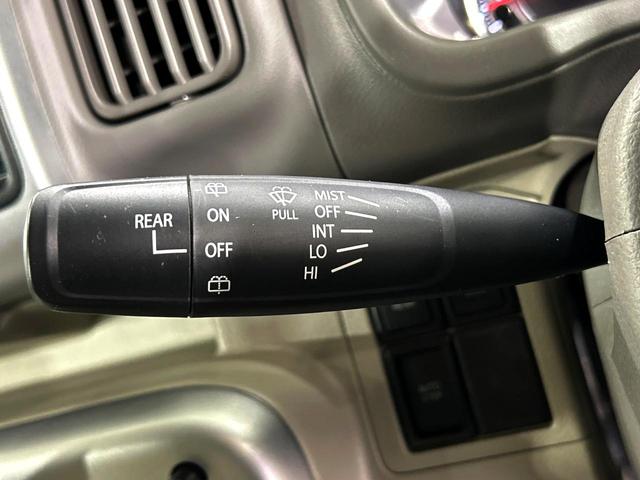 REAR
ON
OFF
PULL
MIST
OFF
INT
LO
HI